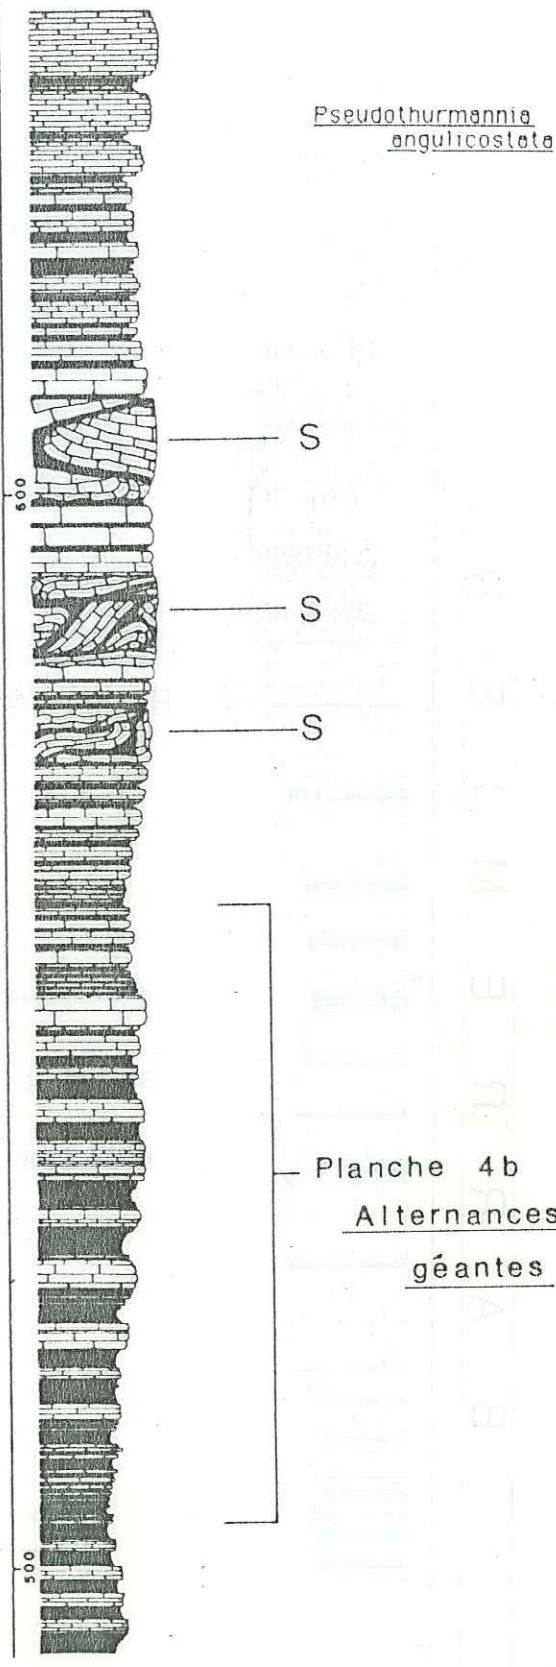 Pseudothurmannia
angulicostata
S
600
S
S
Planche 4b
Alternances
géantes
500